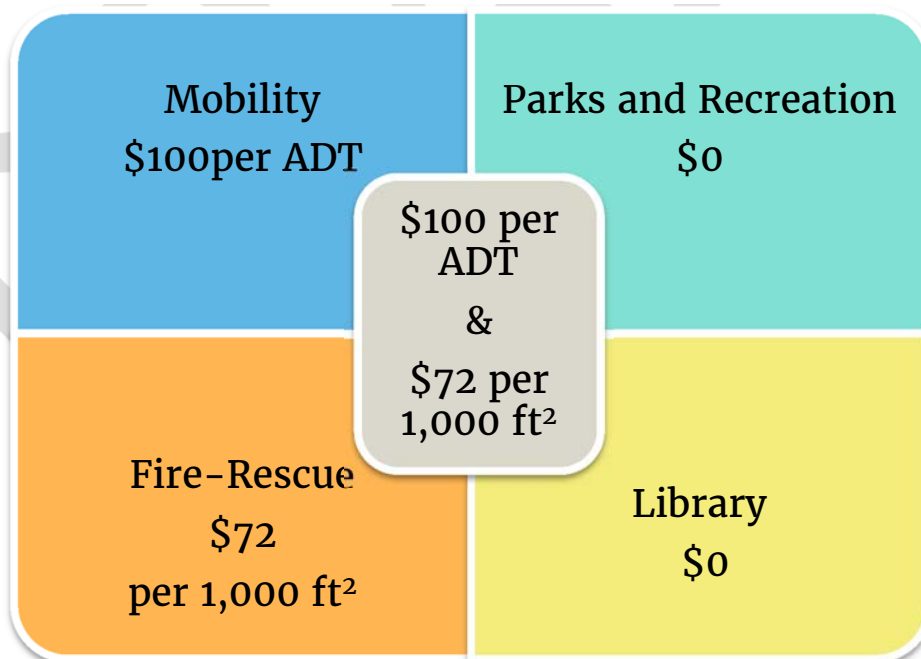 Mobility
$100per ADT
Parks and Recreation
$0
$100 per
ADT
&
$72 per
1,000 ft²
Fire-Rescue
$72
per 1,000 ft²
Library
$0